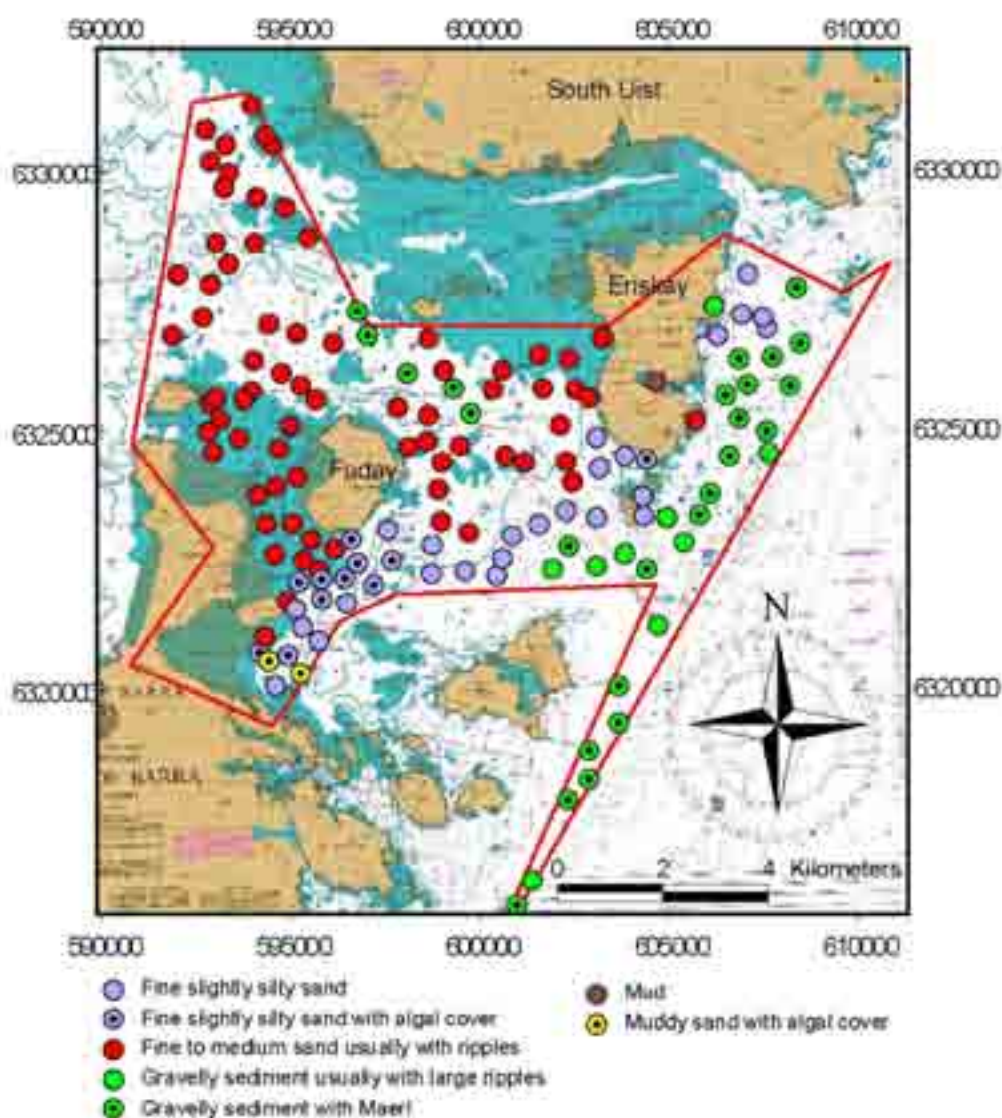 590000 595000 600000 605000 610000
South Uist
6330000 6330000
Eriskay
6325000 6325000
Fuday
N
6320000 6320000
BARRA
0 2 4 Kilometers
590000 595000 600000 605000 610000
Fine slightly silty sand
Fine slightly silty sand with algal cover
Fine to medium sand usually with ripples
Gravelly sediment usually with large ripples
Gravelly sediment with Maerl
Mud
Muddy sand with algal cover